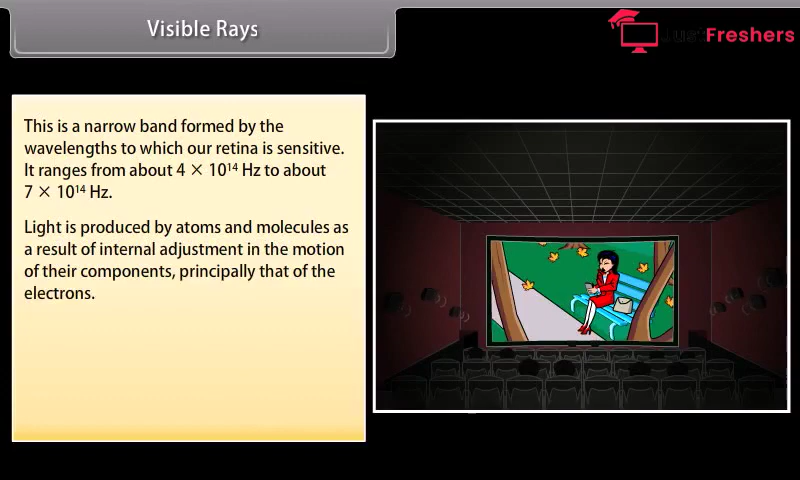 Visible Rays
Just Freshers
This is a narrow band formed by the
wavelengths to which our retina is sensitive.
It ranges from about 4 × 10¹⁴ Hz to about
7 × 10¹⁴ Hz.
Light is produced by atoms and molecules as
a result of internal adjustment in the motion
of their components, principally that of the
electrons.